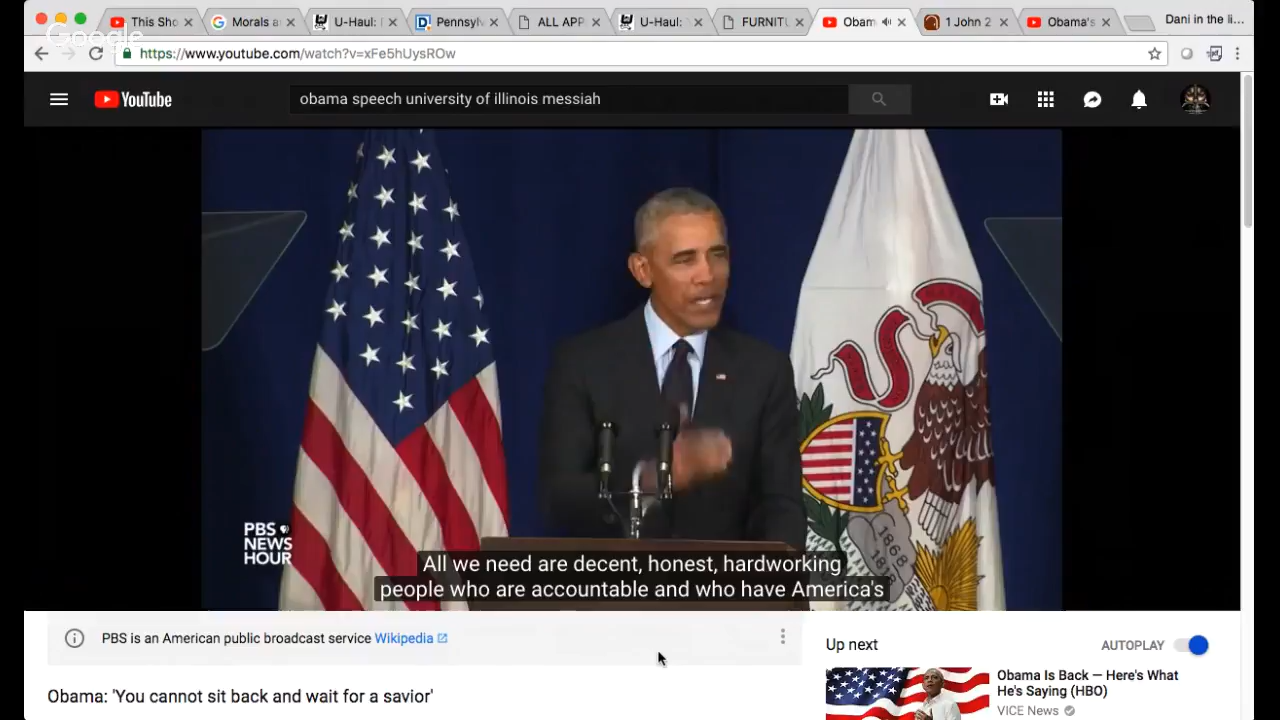 This Sho
Morals a
U-Haul:
Pennsylv
ALL APP
U-Haul:
FURNITU
Obam
1 John 2
Obama's
Dani in the li...
Google
https://www.youtube.com/watch?v=xFe5hUysROw
YouTube
obama speech university of illinois messiah
PBS
NEWS
HOUR
1868
1818
All we need are decent, honest, hardworking
people who are accountable and who have America's
PBS is an American public broadcast service Wikipedia
Obama: 'You cannot sit back and wait for a savior'
Up next
AUTOPLAY
Obama Is Back — Here's What
He's Saying (HBO)
VICE News